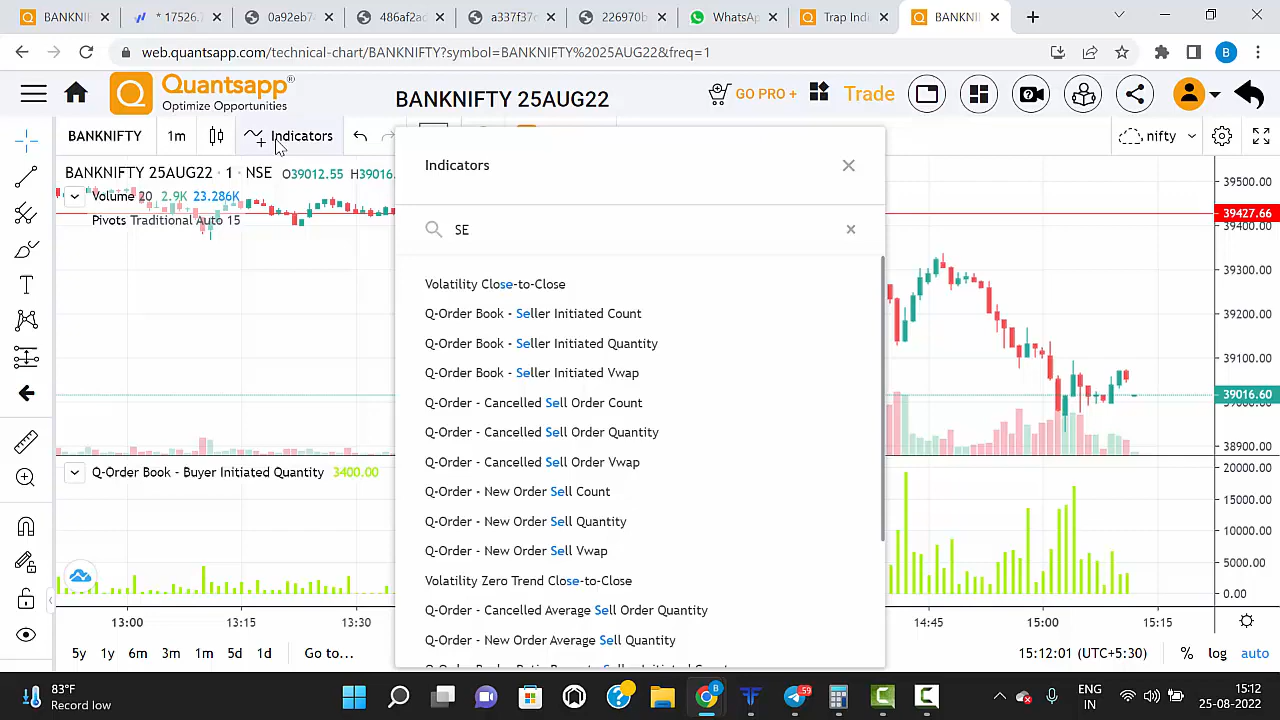 BANKNI
* 17526.
0a92eb7
486af2ac
a337f37c
226970b
WhatsAp
Trap Ind
BANKNI
web.quantsapp.com/technical-chart/BANKNIFTY?symbol=BANKNIFTY%2025AUG22&freq=1
B
Quantsapp®
Optimize Opportunities
BANKNIFTY 25AUG22
GO PRO +
Trade
BANKNIFTY
1m
Indicators
nifty
BANKNIFTY 25AUG22 · 1 · NSE O39012.55 H39016.
Volume 20 2.9K 23.286K
Pivots Traditional Auto 15
Indicators
SE
Volatility Close-to-Close
Q-Order Book - Seller Initiated Count
Q-Order Book - Seller Initiated Quantity
Q-Order Book - Seller Initiated Vwap
Q-Order - Cancelled Sell Order Count
Q-Order - Cancelled Sell Order Quantity
Q-Order - Cancelled Sell Order Vwap
Q-Order - New Order Sell Count
Q-Order - New Order Sell Quantity
Q-Order - New Order Sell Vwap
Volatility Zero Trend Close-to-Close
Q-Order - Cancelled Average Sell Order Quantity
Q-Order - New Order Average Sell Quantity
39500.00
39427.66
39400.00
39300.00
39200.00
39100.00
39016.60
38900.00
Q-Order Book - Buyer Initiated Quantity 3400.00
20000.00
15000.00
10000.00
5000.00
0.00
13:00
13:15
13:30
14:45
15:00
15:15
5y 1y 6m 3m 1m 5d 1d Go to...
15:12:01 (UTC+5:30) % log auto
83°F
Record low
B
59
ENG
IN
15:12
25-08-2022